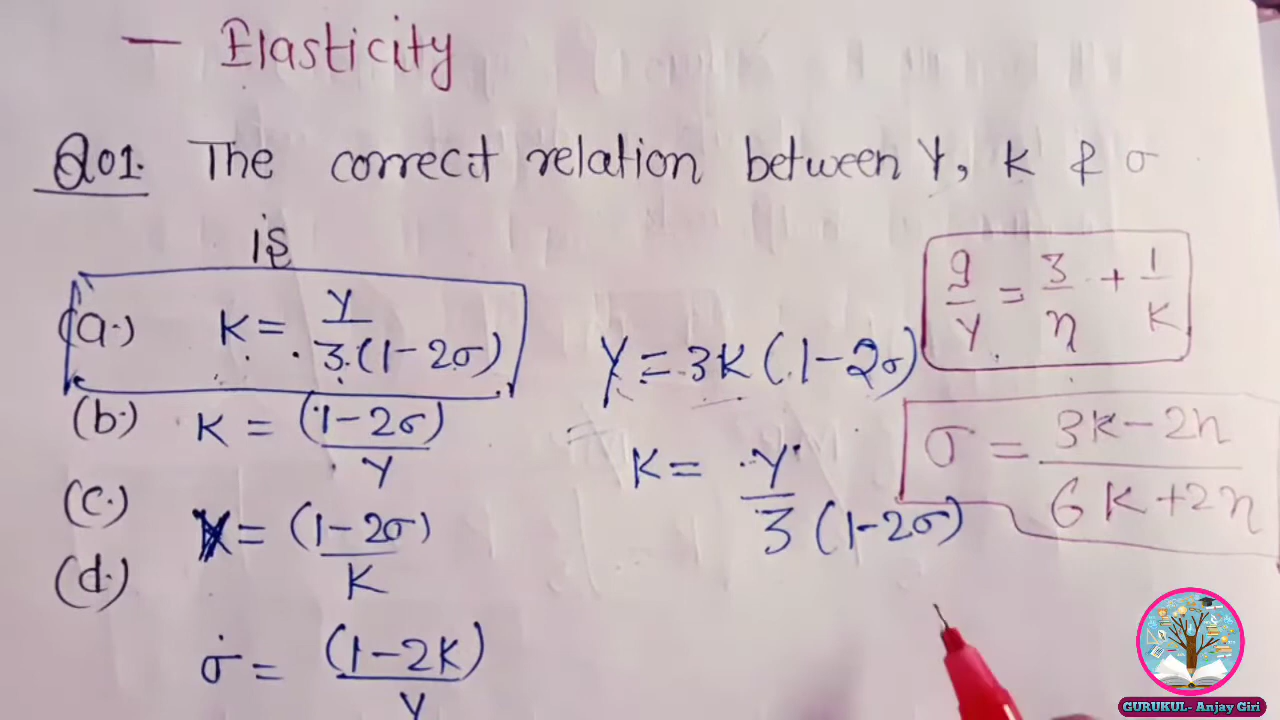 — Elasticity
Q01. The correct relation between Y, K & σ
is
(a.) K = Y / 3.(1-2σ)
(b.) K = (1-2σ) / Y
(c.) Y = (1-2σ) / K
(d.) σ = (1-2K) / Y
Y = 3K(1-2σ)
K = Y / 3(1-2σ)
9/Y = 3/η + 1/K
σ = 3K-2η / 6K+2η
GURUKUL- Anjay Giri